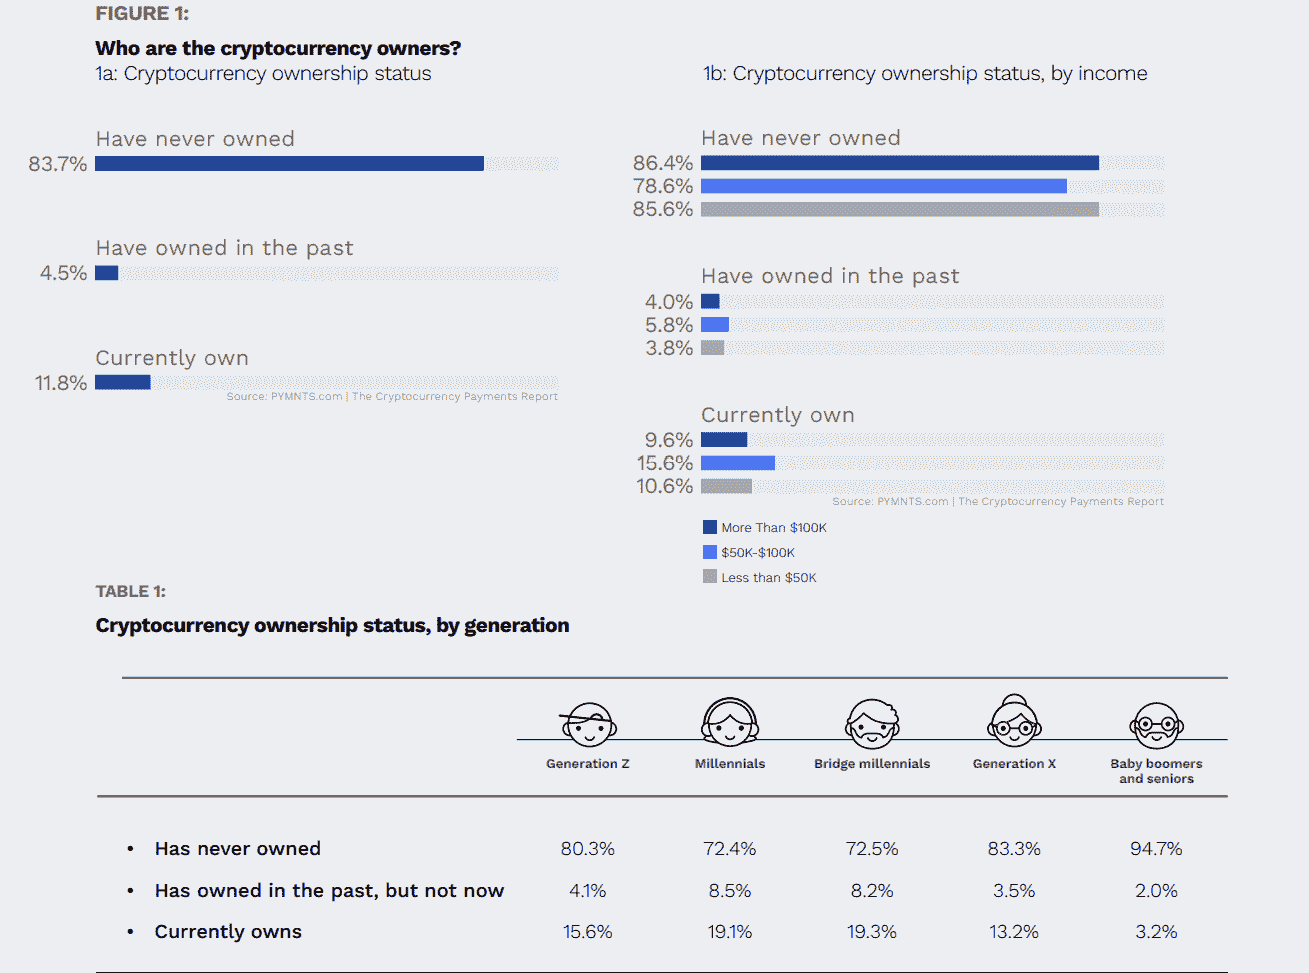 FIGURE 1:
Who are the cryptocurrency owners?
1a: Cryptocurrency ownership status
Have never owned
83.7%
Have owned in the past
4.5%
Currently own
11.8%
Source: PYMNTS.com | The Cryptocurrency Payments Report
1b: Cryptocurrency ownership status, by income
Have never owned
86.4%
78.6%
85.6%
Have owned in the past
4.0%
5.8%
3.8%
Currently own
9.6%
15.6%
10.6%
Source: PYMNTS.com | The Cryptocurrency Payments Report
More Than $100K
$50K-$100K
Less than $50K
TABLE 1:
Cryptocurrency ownership status, by generation
Generation Z Millennials Bridge millennials Generation X Baby boomers
and seniors
• Has never owned 80.3% 72.4% 72.5% 83.3% 94.7%
• Has owned in the past, but not now 4.1% 8.5% 8.2% 3.5% 2.0%
• Currently owns 15.6% 19.1% 19.3% 13.2% 3.2%